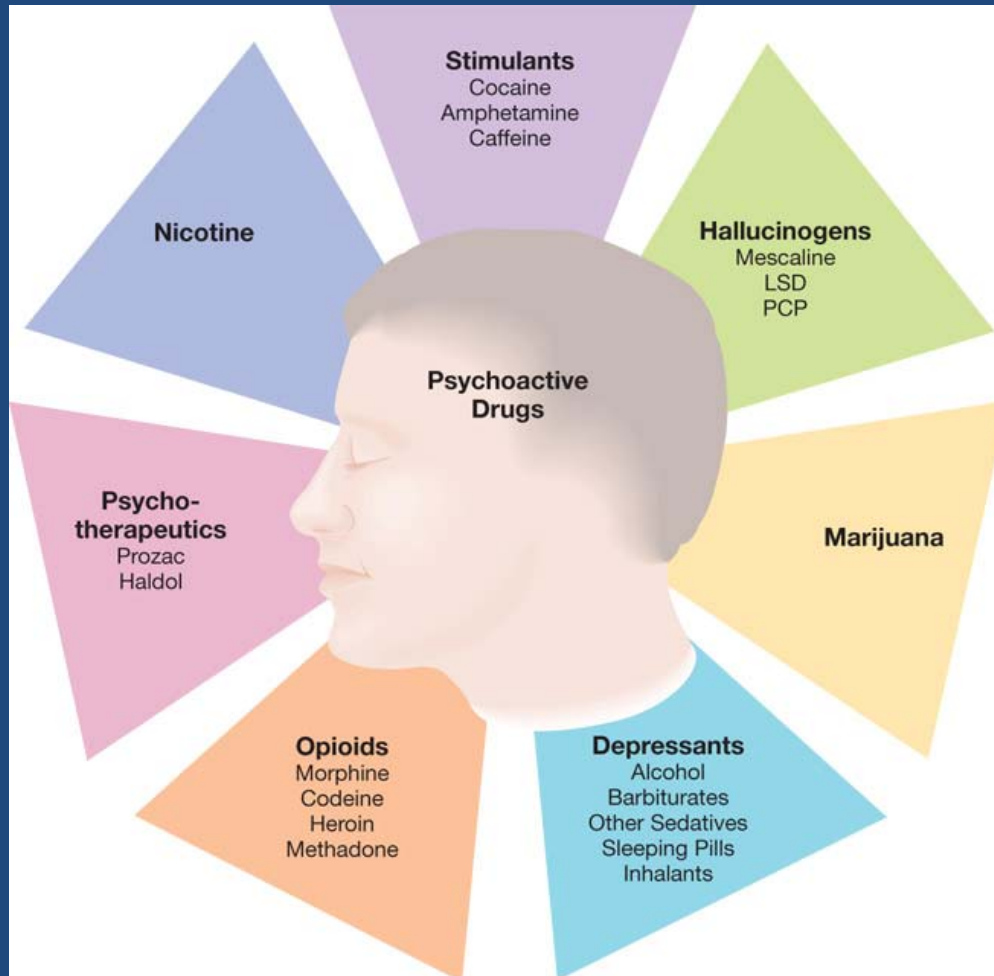 Stimulants
Cocaine
Amphetamine
Caffeine
Nicotine
Hallucinogens
Mescaline
LSD
PCP
Psychoactive
Drugs
Psycho-
therapeutics
Prozac
Haldol
Marijuana
Opioids
Morphine
Codeine
Heroin
Methadone
Depressants
Alcohol
Barbiturates
Other Sedatives
Sleeping Pills
Inhalants